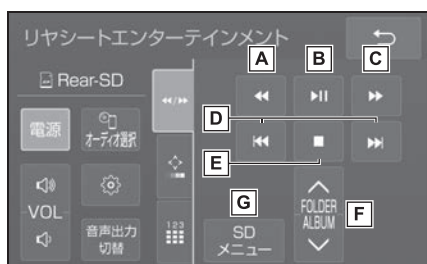 リヤシートエンターテインメント
A
B
C
Rear-SD
電源
オーディオ選択
D
E
VOL
音声出力
切替
123
G
SD
メニュー
FOLDER
ALBUM
F